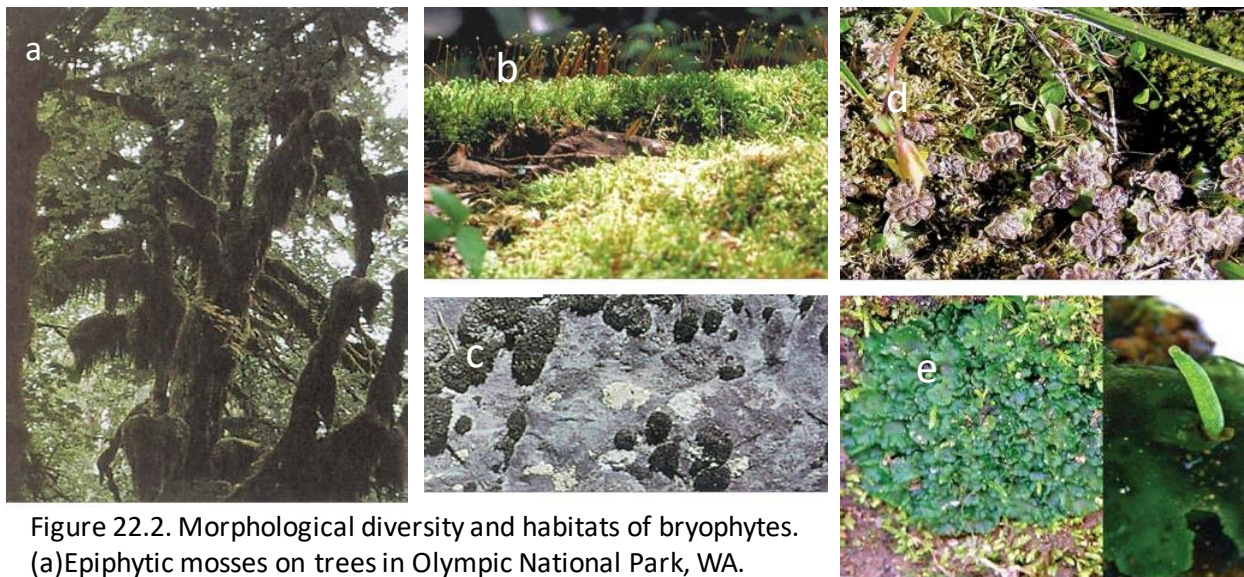 a
b
c
d
e
Figure 22.2. Morphological diversity and habitats of bryophytes.
(a)Epiphytic mosses on trees in Olympic National Park, WA.